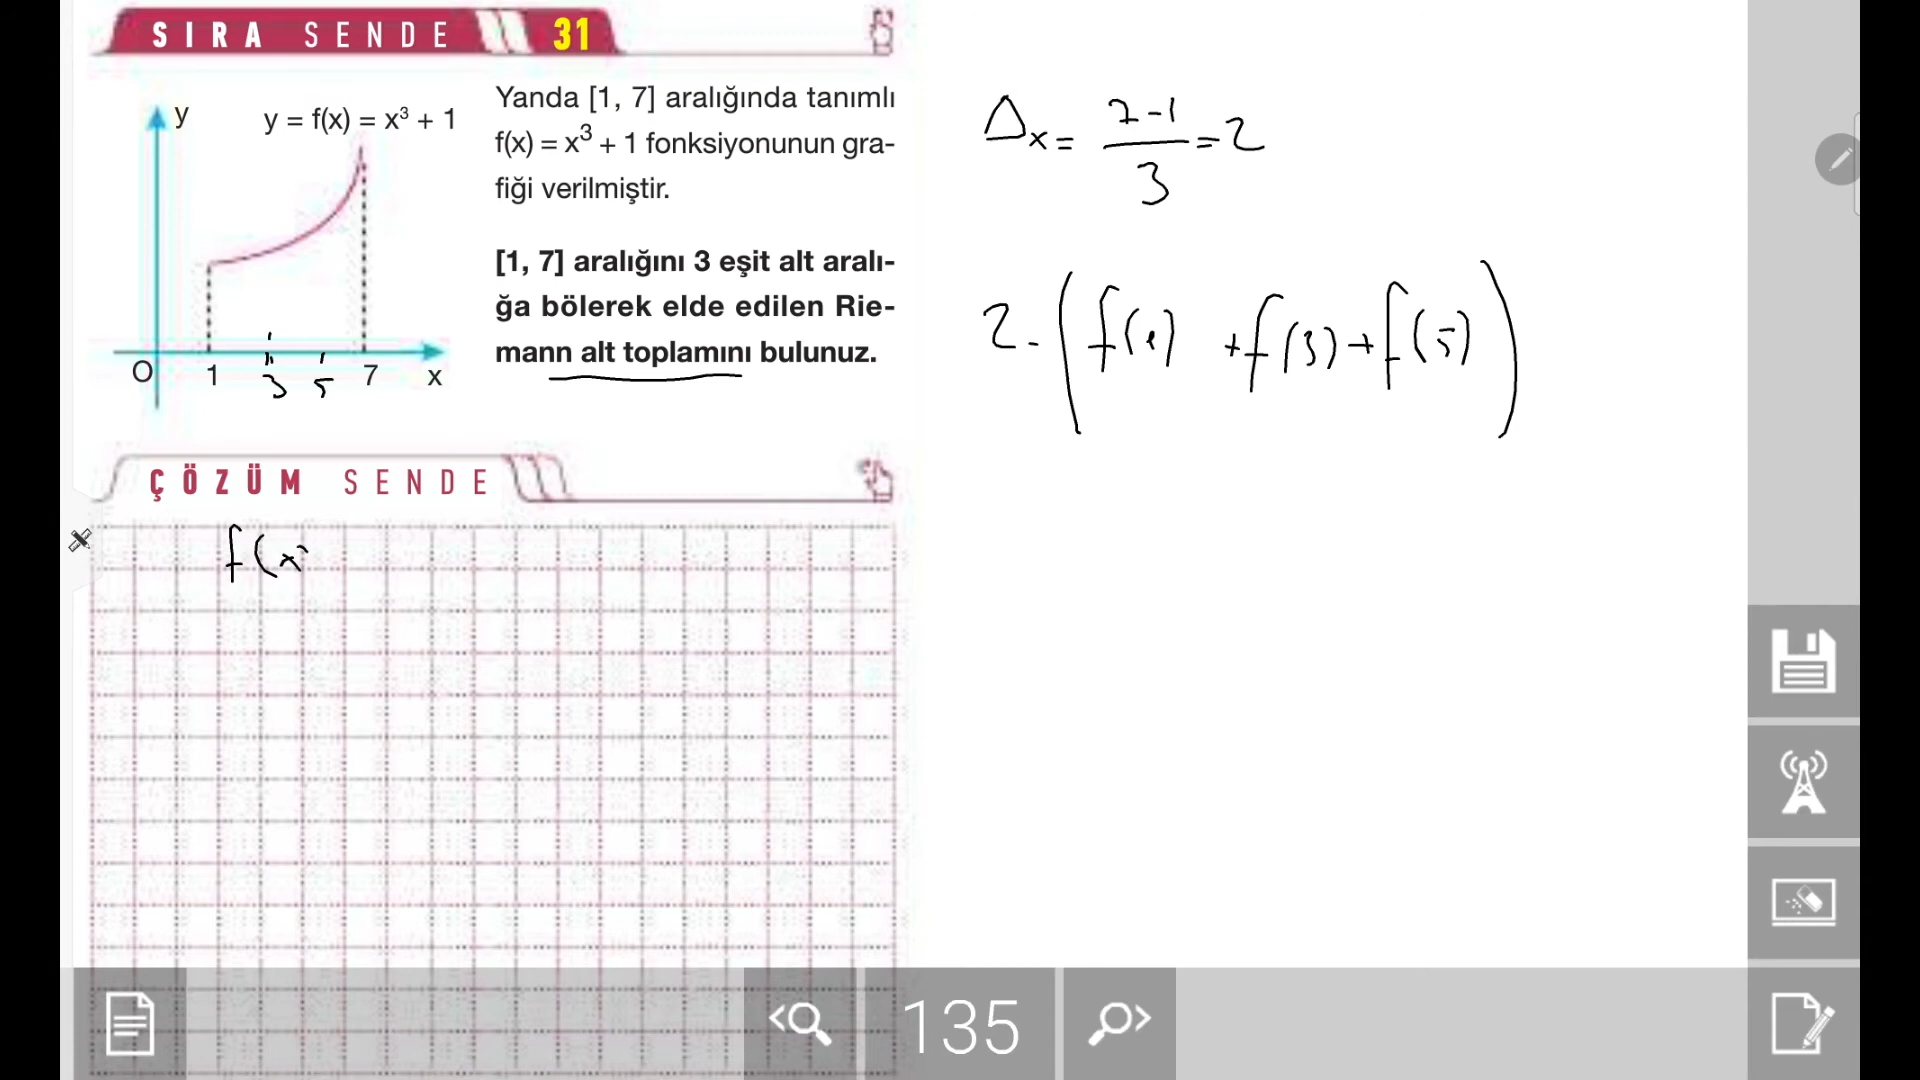 SIRA SENDE 31
y
y = f(x) = x³ + 1
O 1 3 5 7 x
Yanda [1, 7] aralığında tanımlı
f(x) = x³ + 1 fonksiyonunun gra-
fiği verilmiştir.
[1, 7] aralığını 3 eşit alt aralı-
ğa bölerek elde edilen Rie-
mann alt toplamını bulunuz.
ÇÖZÜM SENDE
f(x)
Δx = (7-1)/3 = 2
2. (f(1) + f(3) + f(5))
135